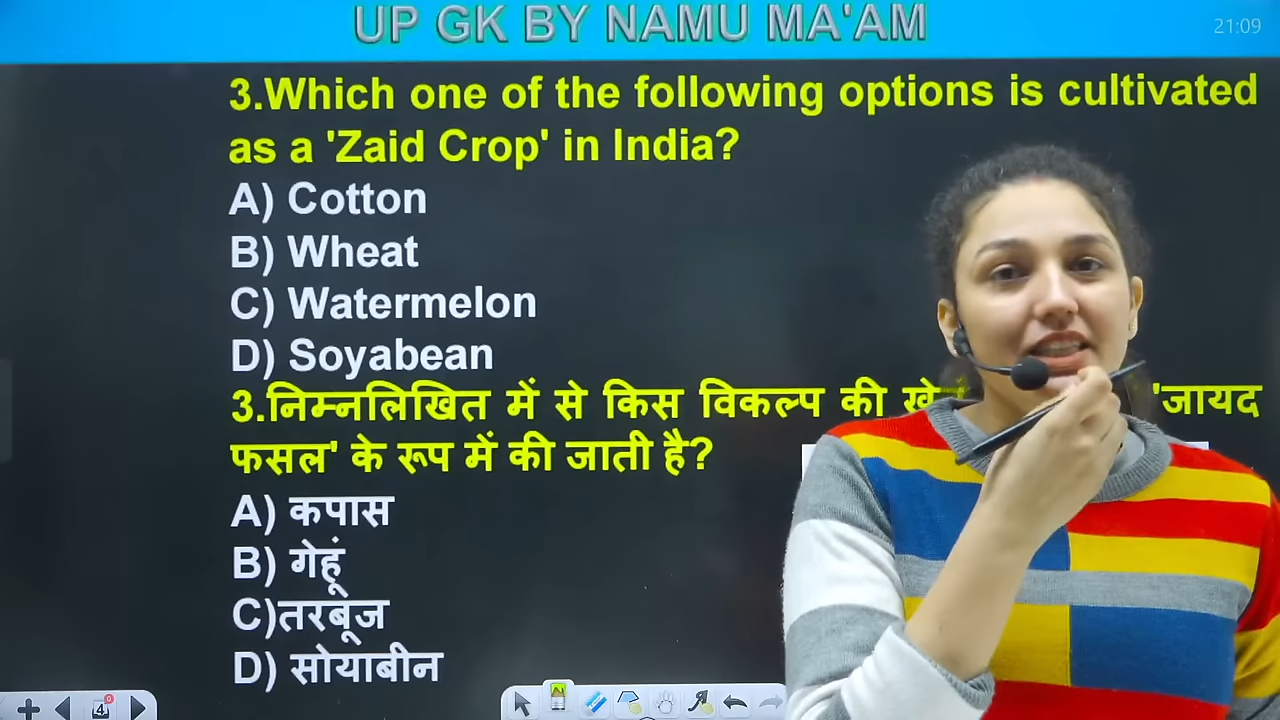 UP GK BY NAMU MA'AM
21:09
3.Which one of the following options is cultivated
as a 'Zaid Crop' in India?
A) Cotton
B) Wheat
C) Watermelon
D) Soyabean
3.निम्नलिखित में से किस विकल्प की 'जायद
फसल' के रूप में की जाती है?
A) कपास
B) गेहूं
C)तरबूज
D) सोयाबीन
4